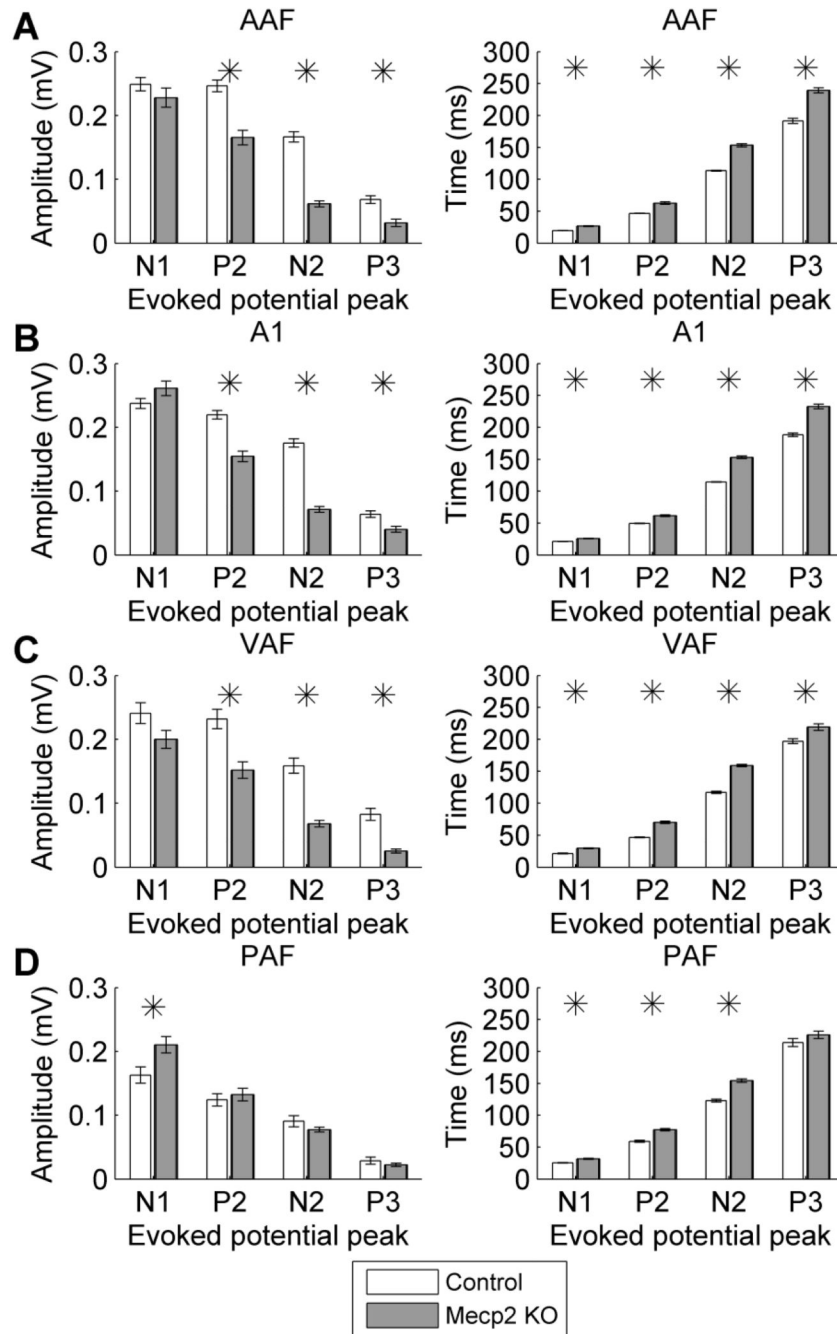 A
AAF
Amplitude (mV)
0.3
0.2
0.1
0
N1 P2 N2 P3
Evoked potential peak
AAF
Time (ms)
300
250
200
150
100
50
0
N1 P2 N2 P3
Evoked potential peak
B
A1
Amplitude (mV)
0.3
0.2
0.1
0
N1 P2 N2 P3
Evoked potential peak
A1
Time (ms)
300
250
200
150
100
50
0
N1 P2 N2 P3
Evoked potential peak
C
VAF
Amplitude (mV)
0.3
0.2
0.1
0
N1 P2 N2 P3
Evoked potential peak
VAF
Time (ms)
300
250
200
150
100
50
0
N1 P2 N2 P3
Evoked potential peak
D
PAF
Amplitude (mV)
0.3
0.2
0.1
0
N1 P2 N2 P3
Evoked potential peak
PAF
Time (ms)
300
250
200
150
100
50
0
N1 P2 N2 P3
Evoked potential peak
Control
Mecp2 KO